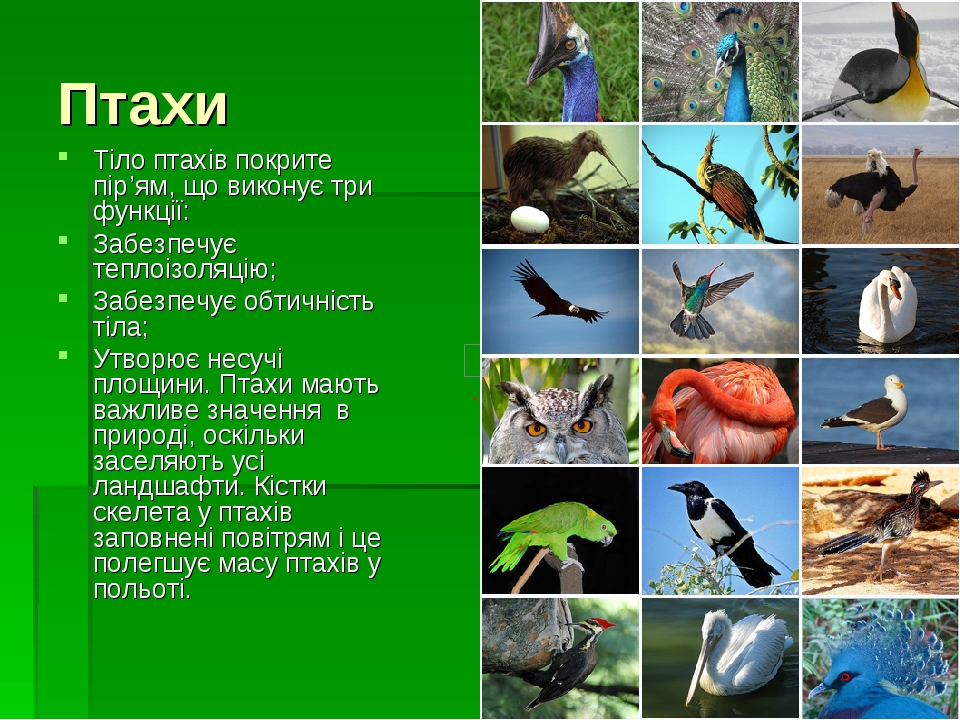 Птахи
Тіло птахів покрите
пір’ям, що виконує три
функції:
Забезпечує
теплоізоляцію;
Забезпечує обтичність
тіла;
Утворює несучі
площини. Птахи мають
важливе значення в
природі, оскільки
заселяють усі
ландшафти. Кістки
скелета у птахів
заповнені повітрям і це
полегшує масу птахів у
польоті.